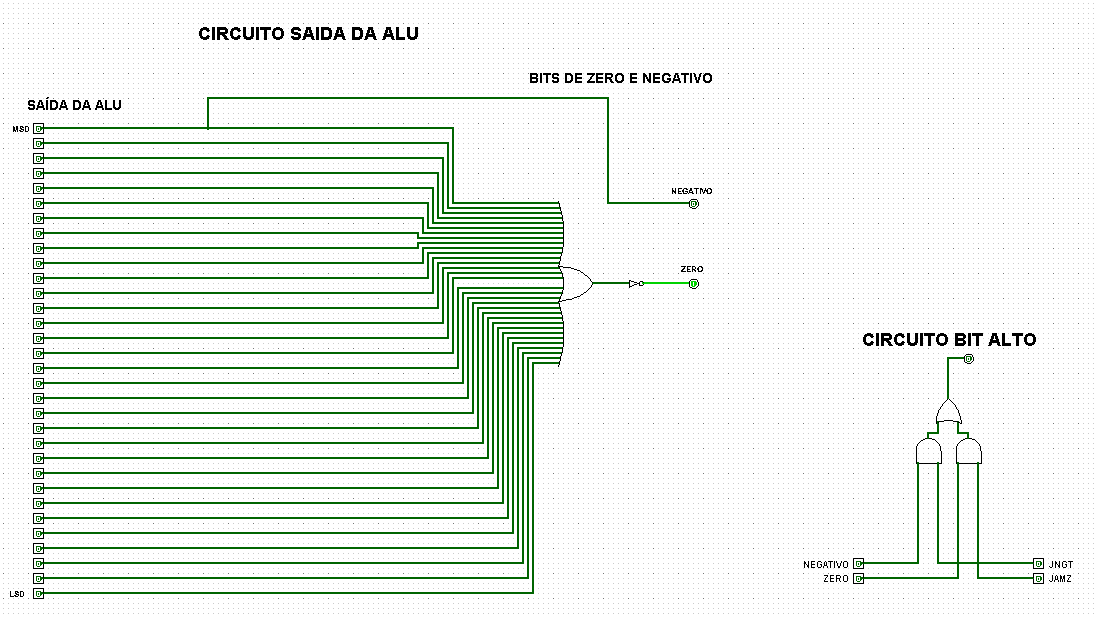 CIRCUITO SAIDA DA ALU
BITS DE ZERO E NEGATIVO
SAÍDA DA ALU
MSD
NEGATIVO
ZERO
CIRCUITO BIT ALTO
NEGATIVO
JNGT
ZERO
JAMZ
LSD